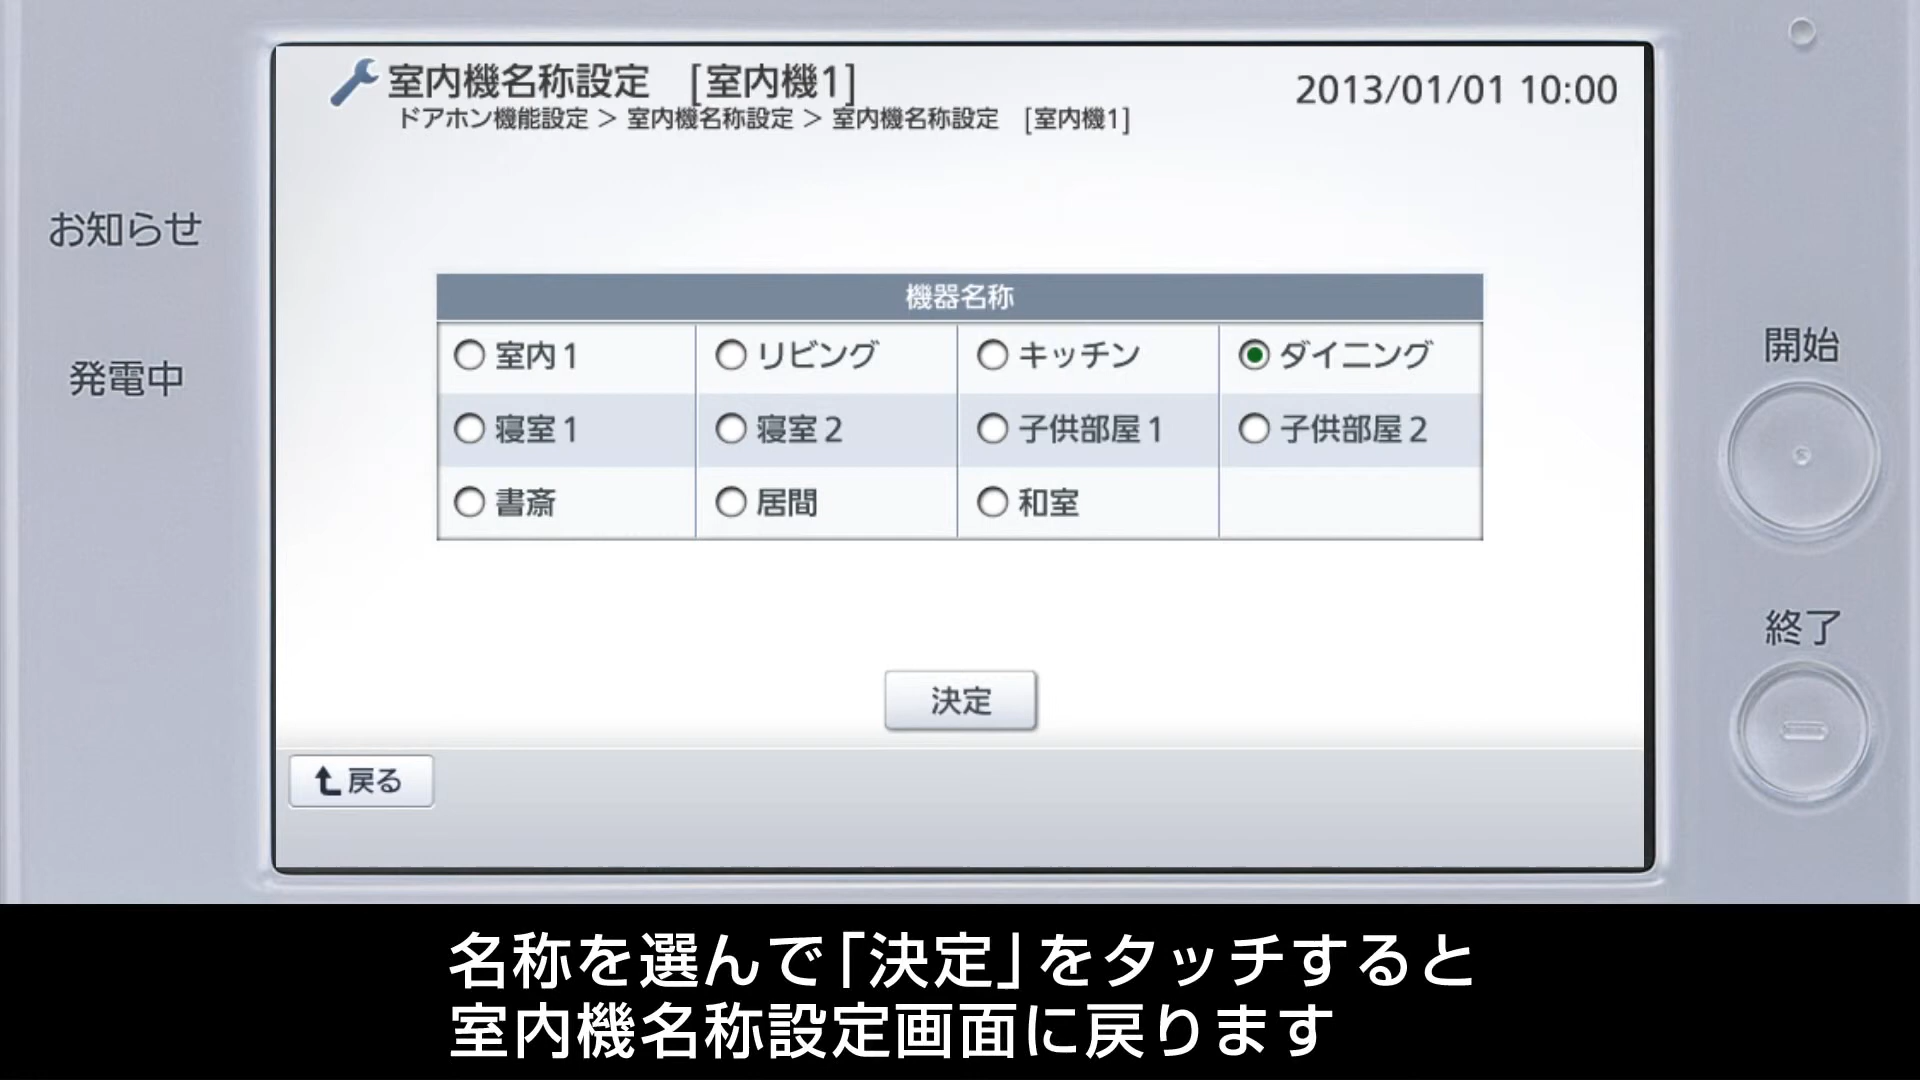 室内機名称設定　[室内機1]
2013/01/01 10:00
ドアホン機能設定 > 室内機名称設定 > 室内機名称設定　[室内機1]
お知らせ
発電中
機器名称
室内1 リビング キッチン ダイニング
寝室1 寝室2 子供部屋1 子供部屋2
書斎 居間 和室
決定
戻る
開始
終了
名称を選んで「決定」をタッチすると
室内機名称設定画面に戻ります